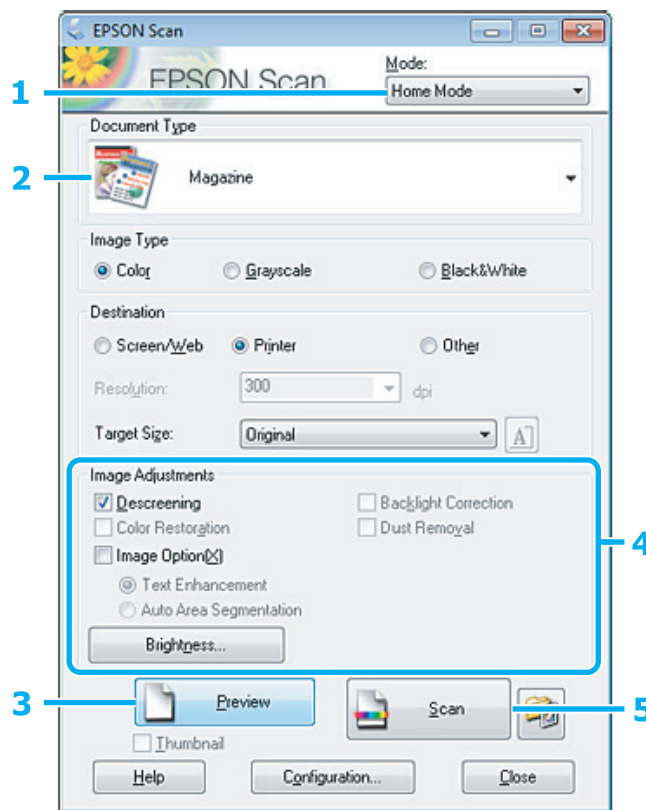 EPSON Scan
EPSON Scan
Mode:
1
Home Mode
Document Type
2
Magazine
Image Type
Color Grayscale Black&White
Destination
Screen/Web Printer Other
Resolution: 300 dpi
Target Size: Original A
Image Adjustments
Descreening Backlight Correction
Color Restoration Dust Removal
4
Image Option(X)
Text Enhancement
Auto Area Segmentation
Brightness...
3 Preview Scan 5
Thumbnail
Help Configuration... Close